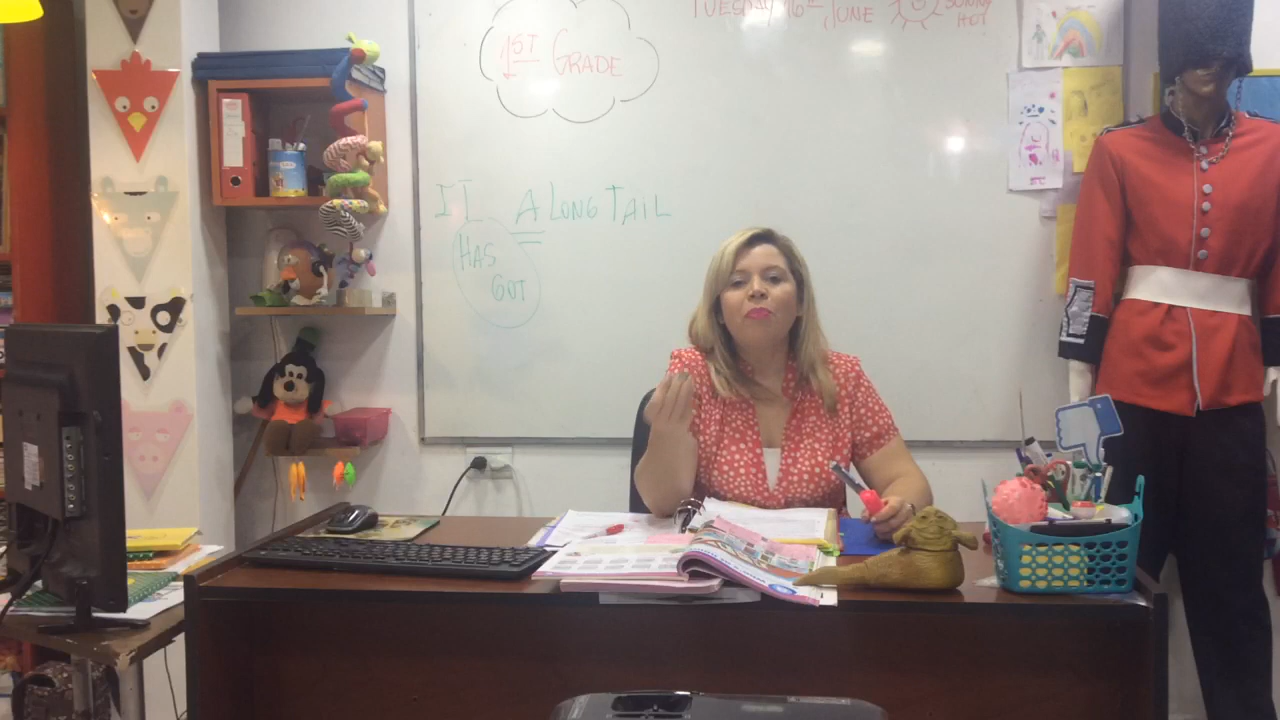 TUESDAY 16TH JUNE SUNNY
HOT
1ST GRADE
IT A LONG TAIL
HAS
GOT